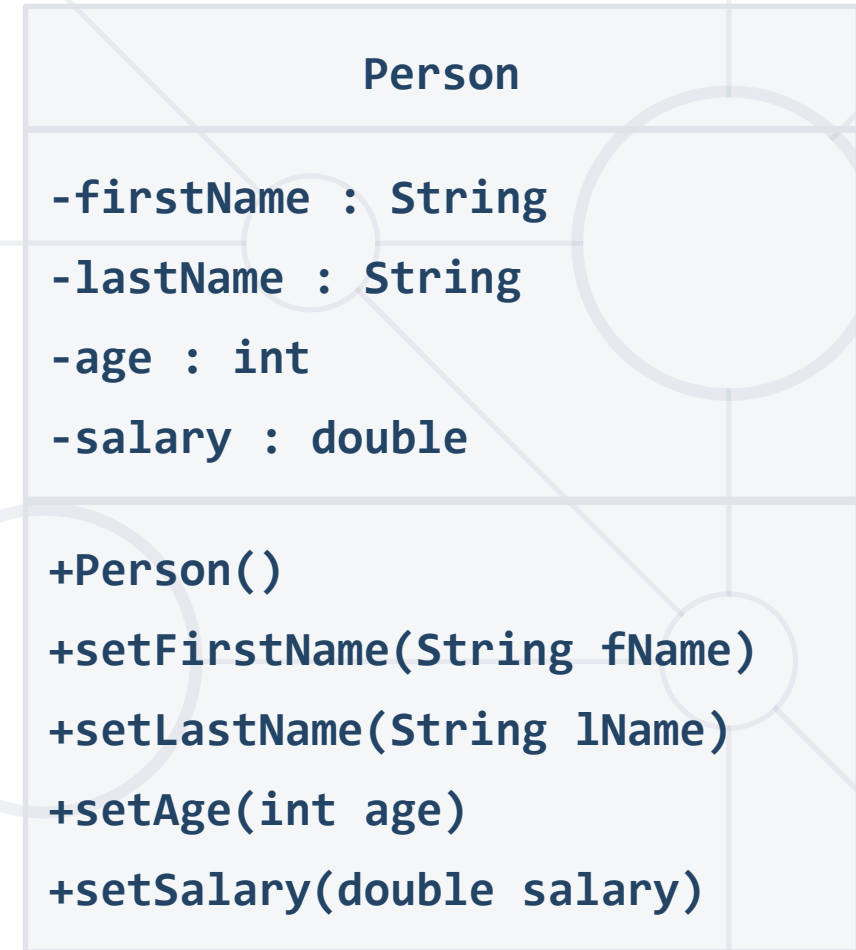 Person
-firstName : String
-lastName : String
-age : int
-salary : double
+Person()
+setFirstName(String fName)
+setLastName(String lName)
+setAge(int age)
+setSalary(double salary)